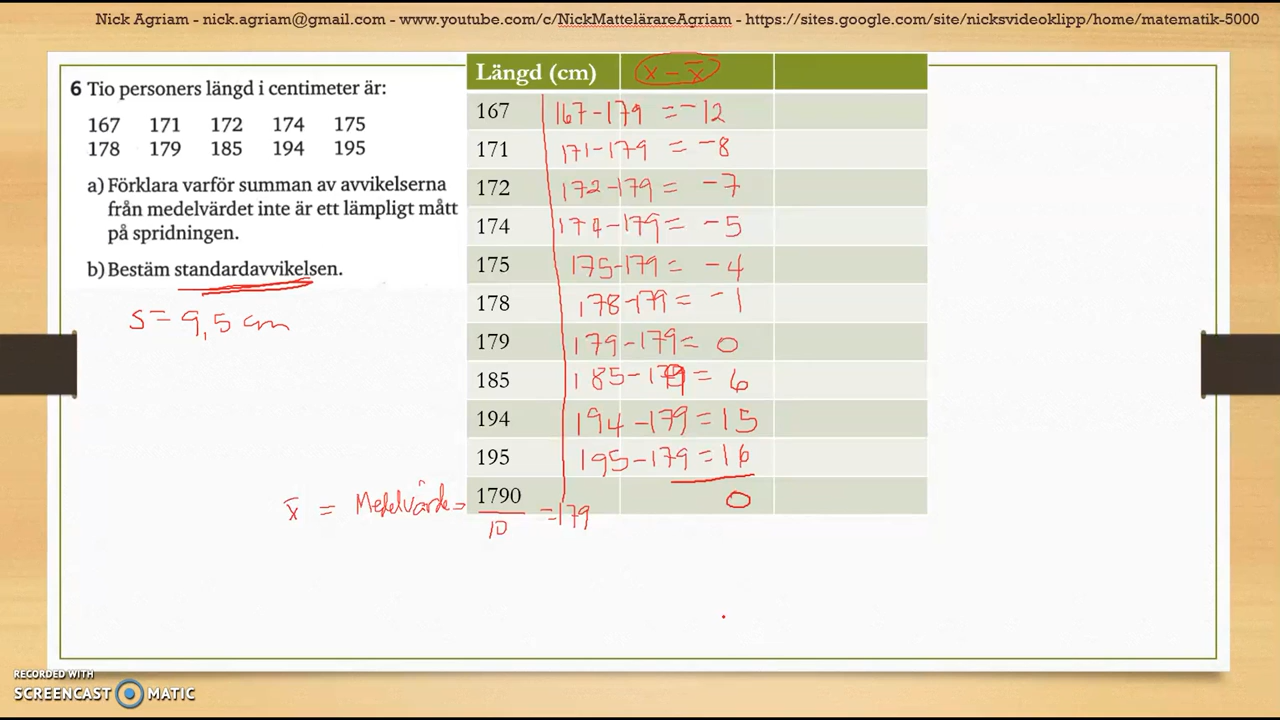 Nick Agriam - nick.agriam@gmail.com - www.youtube.com/c/NickMattelärareAgriam - https://sites.google.com/site/nicksvideoklipp/home/matematik-5000
6 Tio personers längd i centimeter är:
167 171 172 174 175
178 179 185 194 195
a) Förklara varför summan av avvikelserna
från medelvärdet inte är ett lämpligt mått
på spridningen.
b) Bestäm standardavvikelsen.
s = 9,5 cm
Längd (cm) x - x̄
167 167-179 = -12
171 171-179 = -8
172 172-179 = -7
174 174-179 = -5
175 175-179 = -4
178 178-179 = -1
179 179-179 = 0
185 185-179 = 6
194 194-179 = 15
195 195-179 = 16
x̄ = Medelvärde = 1790/10 = 179 0
RECORDED WITH
SCREENCAST MATIC